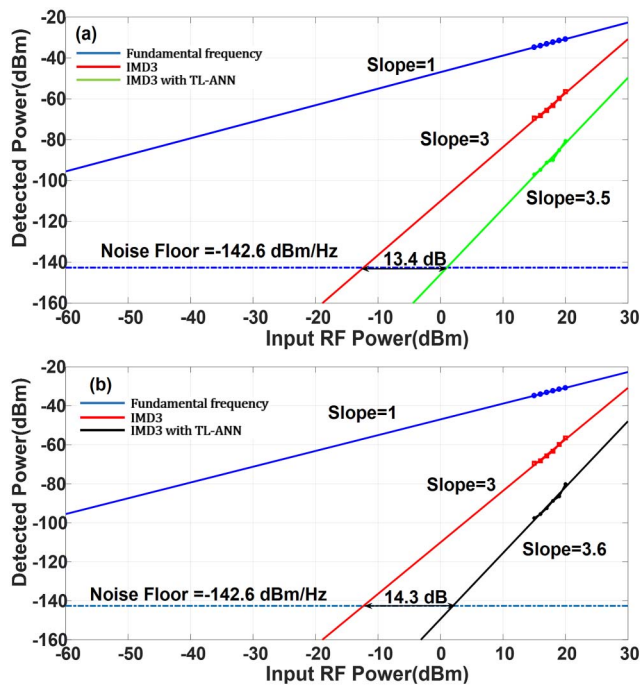 (a)
Fundamental frequency
IMD3
IMD3 with TL-ANN
Slope=1
Slope=3
Slope=3.5
Noise Floor =-142.6 dBm/Hz
13.4 dB
Detected Power(dBm)
-20
-40
-60
-80
-100
-120
-140
-160
-60 -50 -40 -30 -20 -10 0 10 20 30
Input RF Power(dBm)
(b)
Fundamental frequency
IMD3
IMD3 with TL-ANN
Slope=1
Slope=3
Slope=3.6
Noise Floor =-142.6 dBm/Hz
14.3 dB
Detected Power(dBm)
-20
-40
-60
-80
-100
-120
-140
-160
-60 -50 -40 -30 -20 -10 0 10 20 30
Input RF Power(dBm)